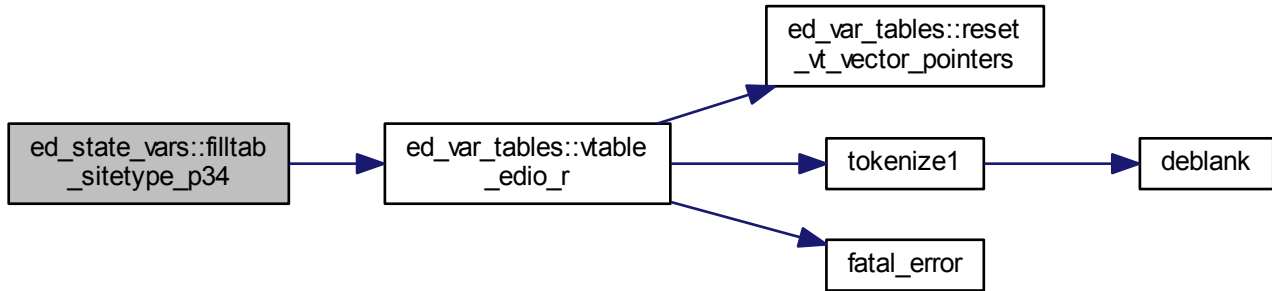 ed_var_tables::reset
_vt_vector_pointers
ed_state_vars::filltab
_sitetype_p34
ed_var_tables::vtable
_edio_r
tokenize1
deblank
fatal_error